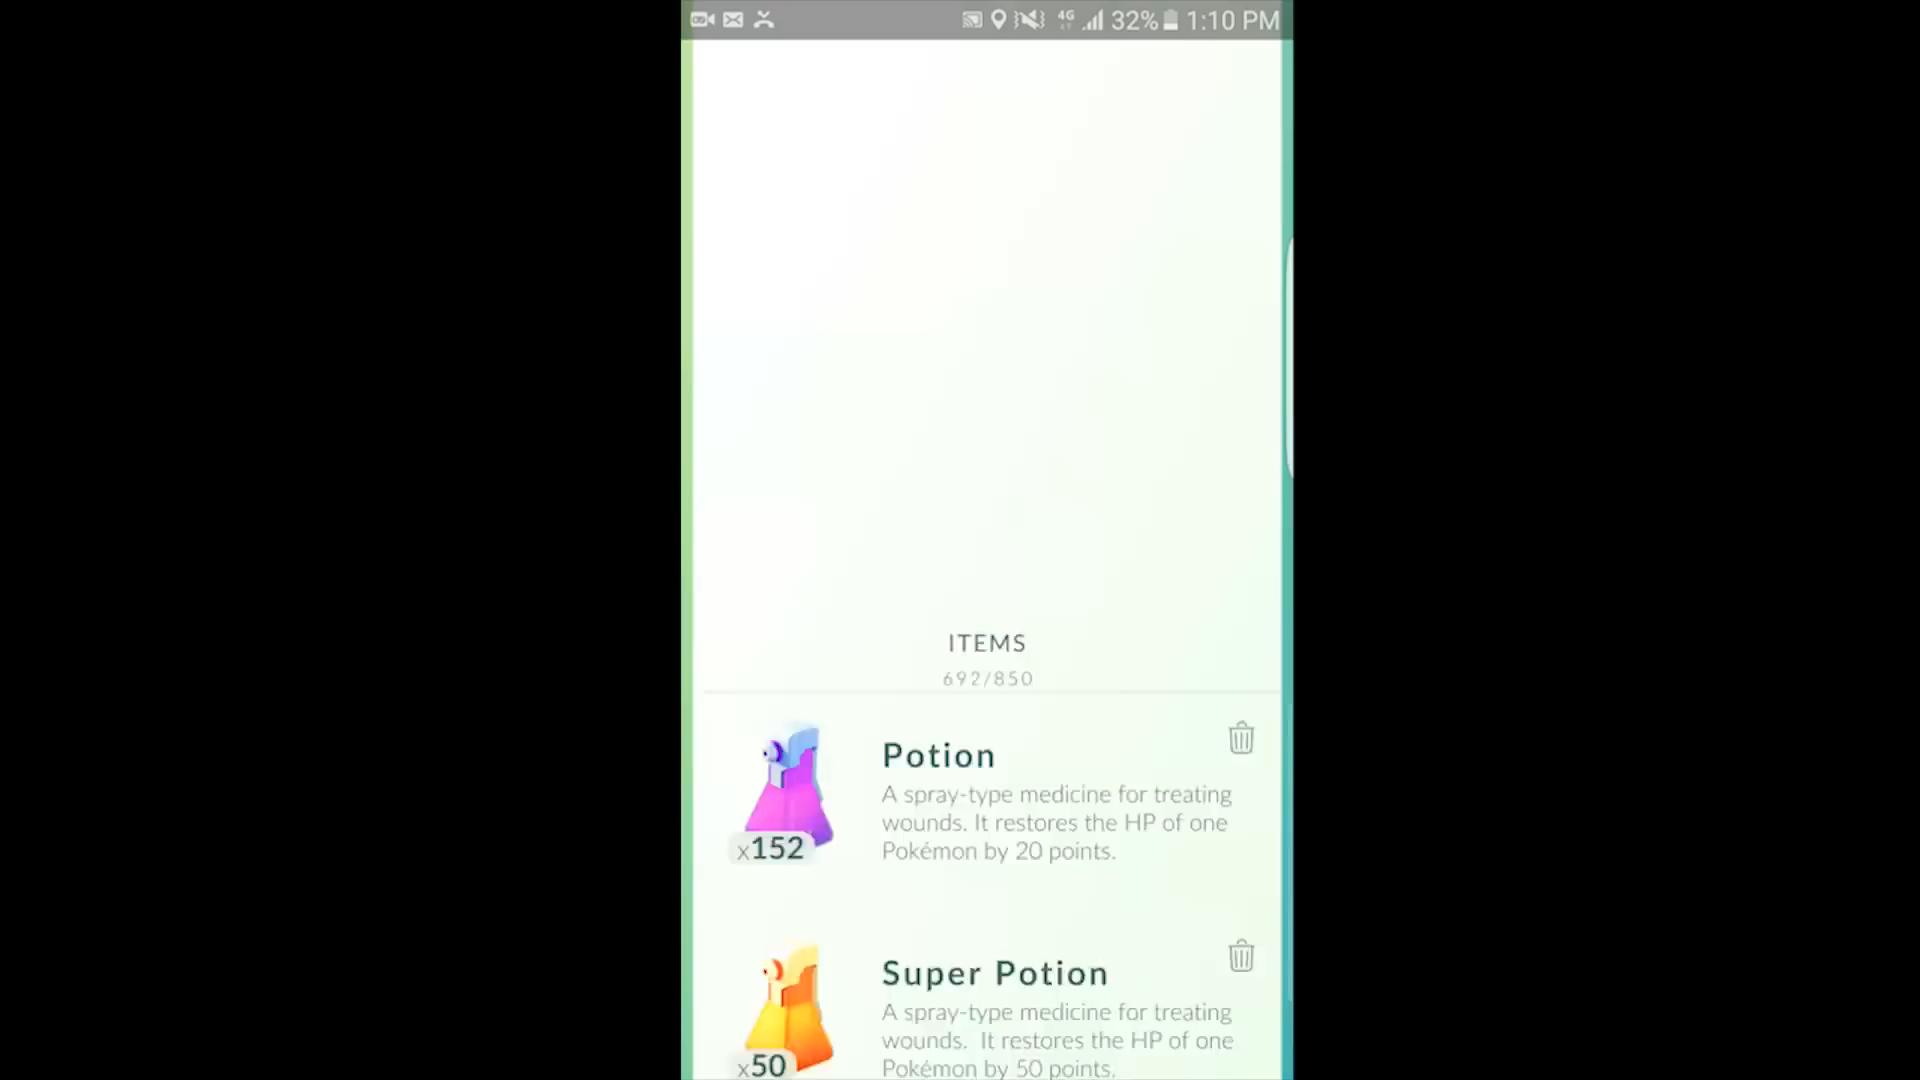 4G 32% 1:10 PM
ITEMS
692/850
Potion
A spray-type medicine for treating
wounds. It restores the HP of one
Pokémon by 20 points.
x152
Super Potion
A spray-type medicine for treating
wounds. It restores the HP of one
Pokémon by 50 points.
x50